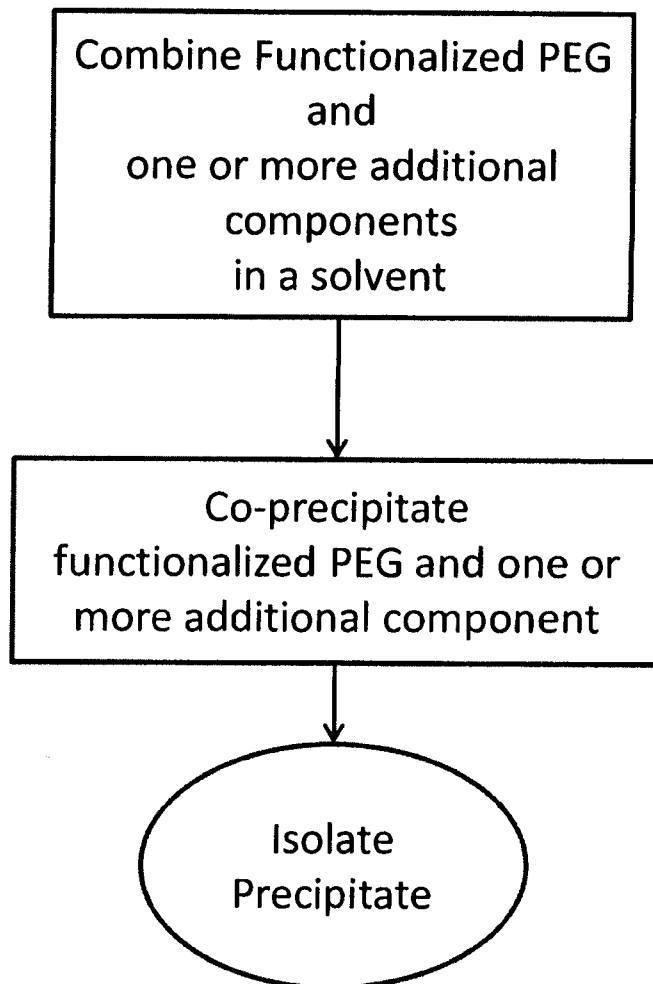 Combine Functionalized PEG
and
one or more additional
components
in a solvent
Co-precipitate
functionalized PEG and one or
more additional component
Isolate
Precipitate